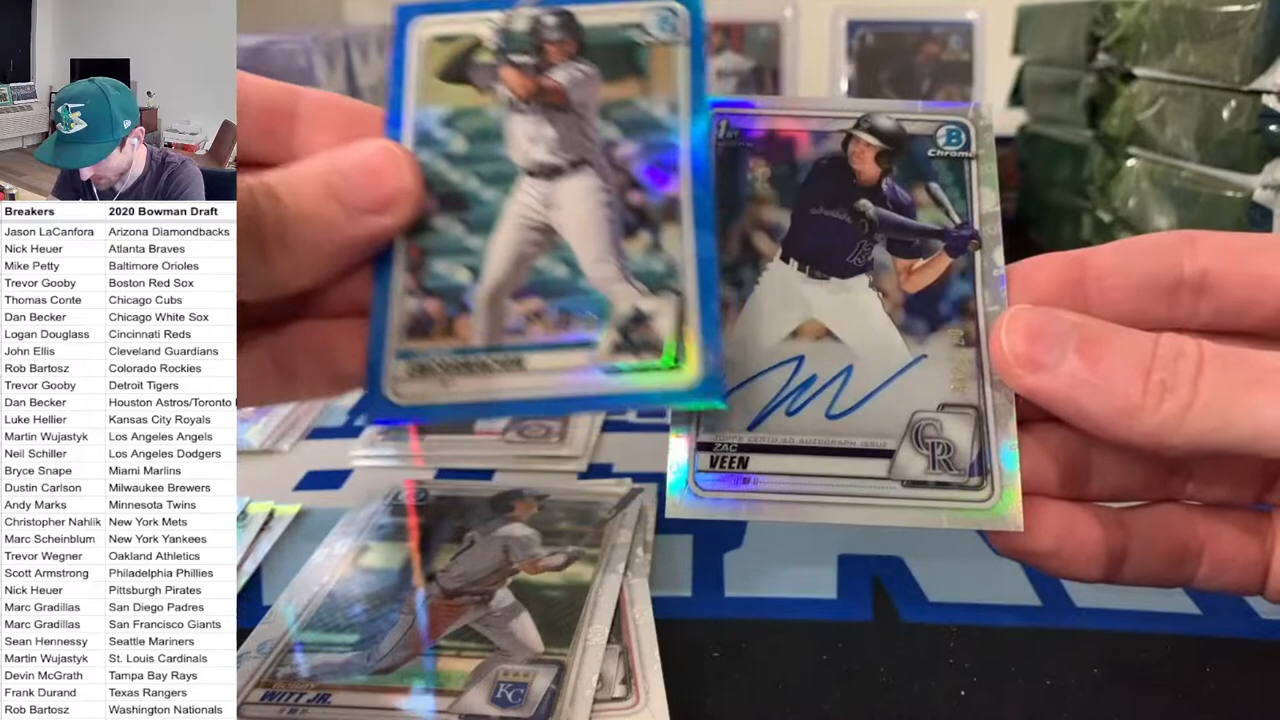 Breakers 2020 Bowman Draft
Jason LaCanfora Arizona Diamondbacks
Nick Heuer Atlanta Braves
Mike Petty Baltimore Orioles
Trevor Gooby Boston Red Sox
Thomas Conte Chicago Cubs
Dan Becker Chicago White Sox
Logan Douglass Cincinnati Reds
John Ellis Cleveland Guardians
Rob Bartosz Colorado Rockies
Trevor Gooby Detroit Tigers
Dan Becker Houston Astros/Toronto
Luke Hellier Kansas City Royals
Martin Wujastyk Los Angeles Angels
Neil Schiller Los Angeles Dodgers
Bryce Snape Miami Marlins
Dustin Carlson Milwaukee Brewers
Andy Marks Minnesota Twins
Christopher Nahlik New York Mets
Marc Scheinblum New York Yankees
Trevor Wegner Oakland Athletics
Scott Armstrong Philadelphia Phillies
Nick Heuer Pittsburgh Pirates
Marc Gradillas San Diego Padres
Marc Gradillas San Francisco Giants
Sean Hennessy Seattle Mariners
Martin Wujastyk St. Louis Cardinals
Devin McGrath Tampa Bay Rays
Frank Durand Texas Rangers
Rob Bartosz Washington Nationals
1ST
B
Chrome
13
TOPPS CERTIFIED AUTOGRAPH ISSUE
ZAC
VEEN
CR
BOBBY
WITT JR.
KC